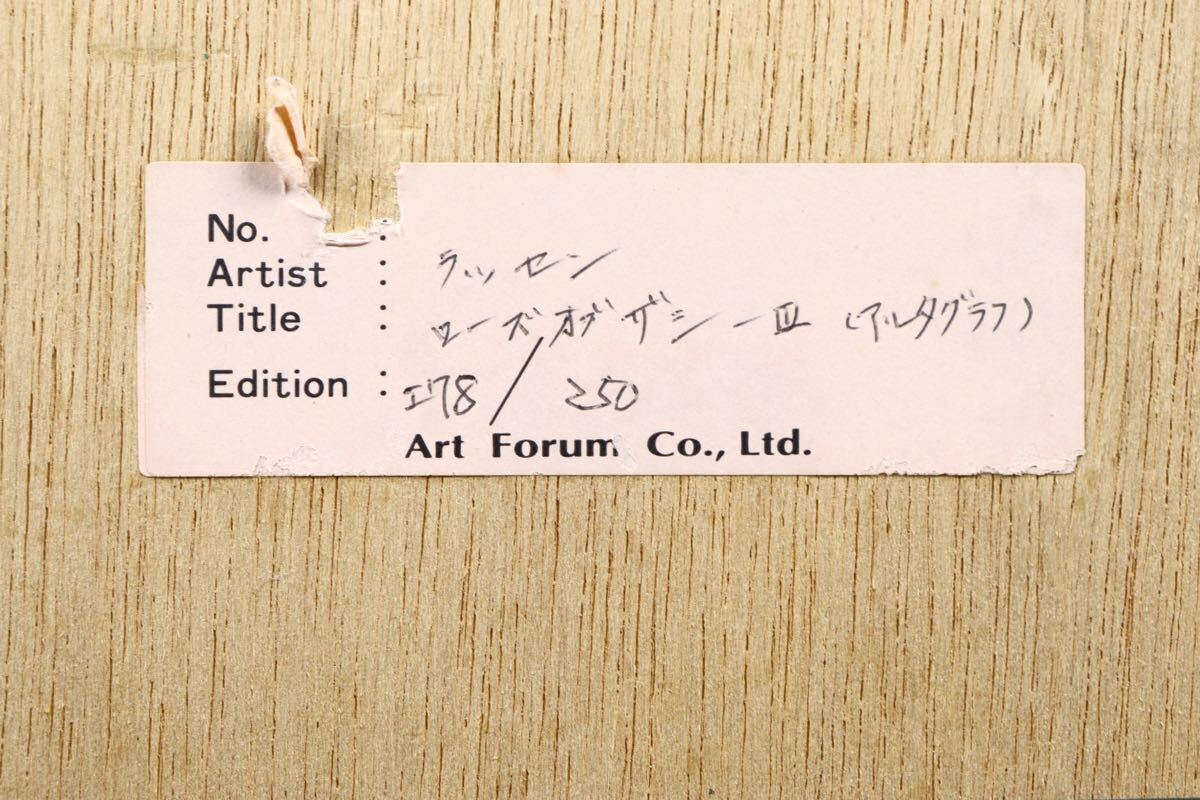 No. :
Artist : ラッセン
Title : ローズオブザシーⅢ (アルタグラフ)
Edition : I78 / 250
Art Forum Co., Ltd.